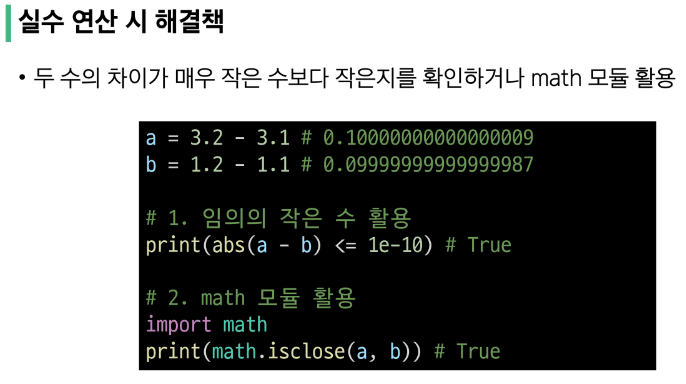 실수 연산 시 해결책
• 두 수의 차이가 매우 작은 수보다 작은지를 확인하거나 math 모듈 활용
a = 3.2 - 3.1 # 0.10000000000000009
b = 1.2 - 1.1 # 0.09999999999999987
# 1. 임의의 작은 수 활용
print(abs(a - b) <= 1e-10) # True
# 2. math 모듈 활용
import math
print(math.isclose(a, b)) # True